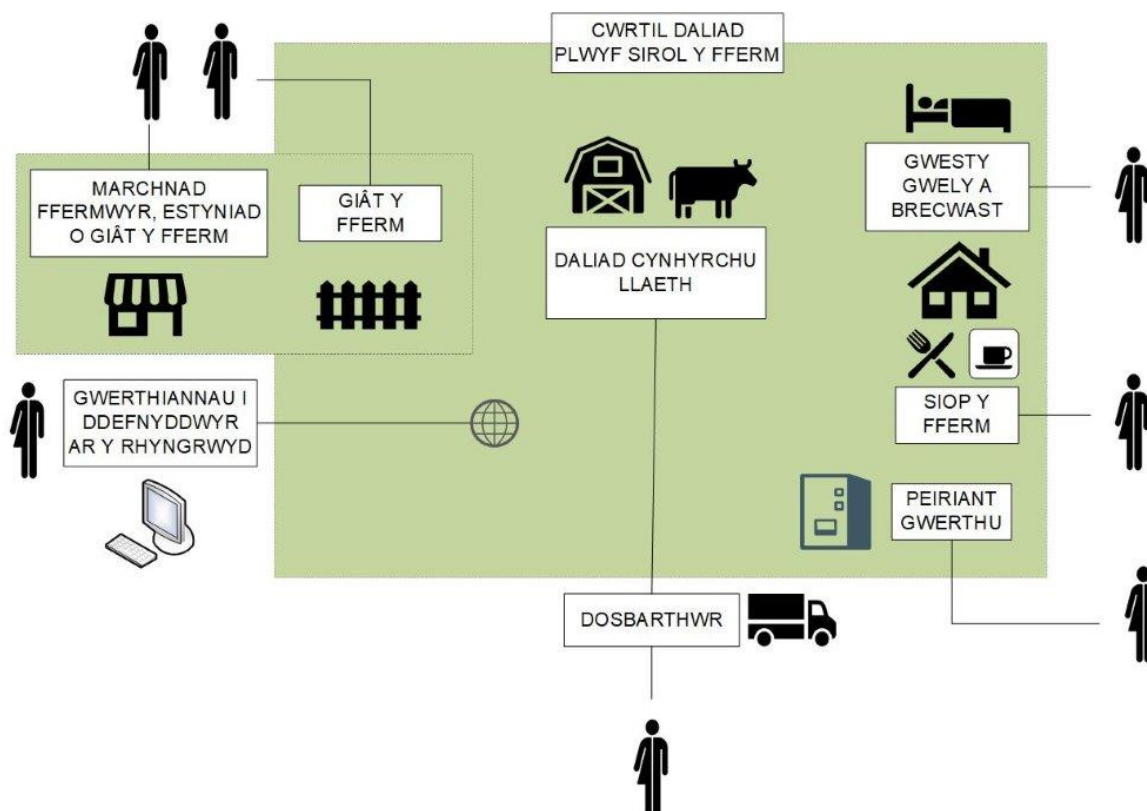 CWRTIL DALIAD
PLWYF SIROL Y FFERM
MARCHNAD
FFERMWYR, ESTYNIAD
O GIÂT Y FFERM
GIÂT Y
FFERM
DALIAD CYNHYRCHU
LLAETH
GWESTY
GWELY A
BRECWAST
GWERTHIANNAU I
DDEFNYDDWYR
AR Y RHYNGRWYD
SIOP Y
FFERM
PEIRIANT
GWERTHU
DOSBARTHWR